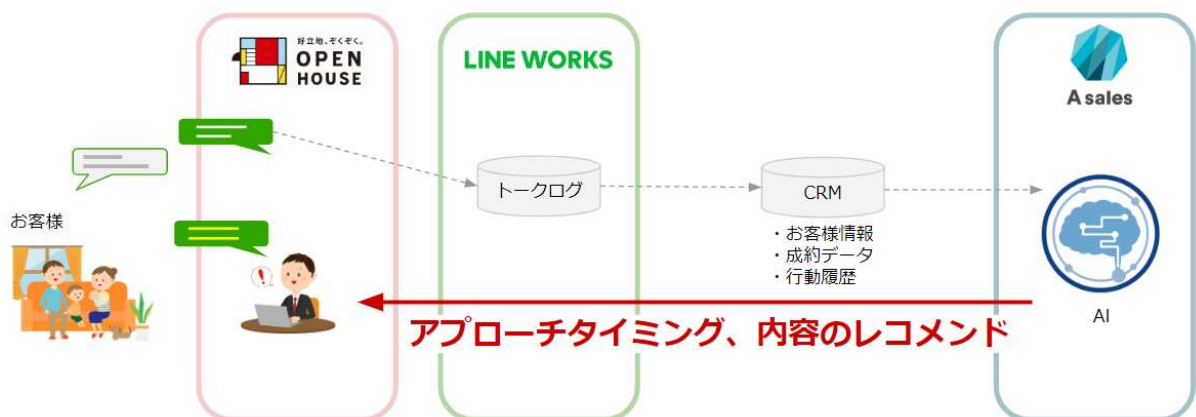 好立地、ぞくぞく。
OPEN
HOUSE
LINE WORKS
A sales
トークログ
CRM
お客様
・お客様情報
・成約データ
・行動履歴
AI
アプローチタイミング、内容のレコメンド